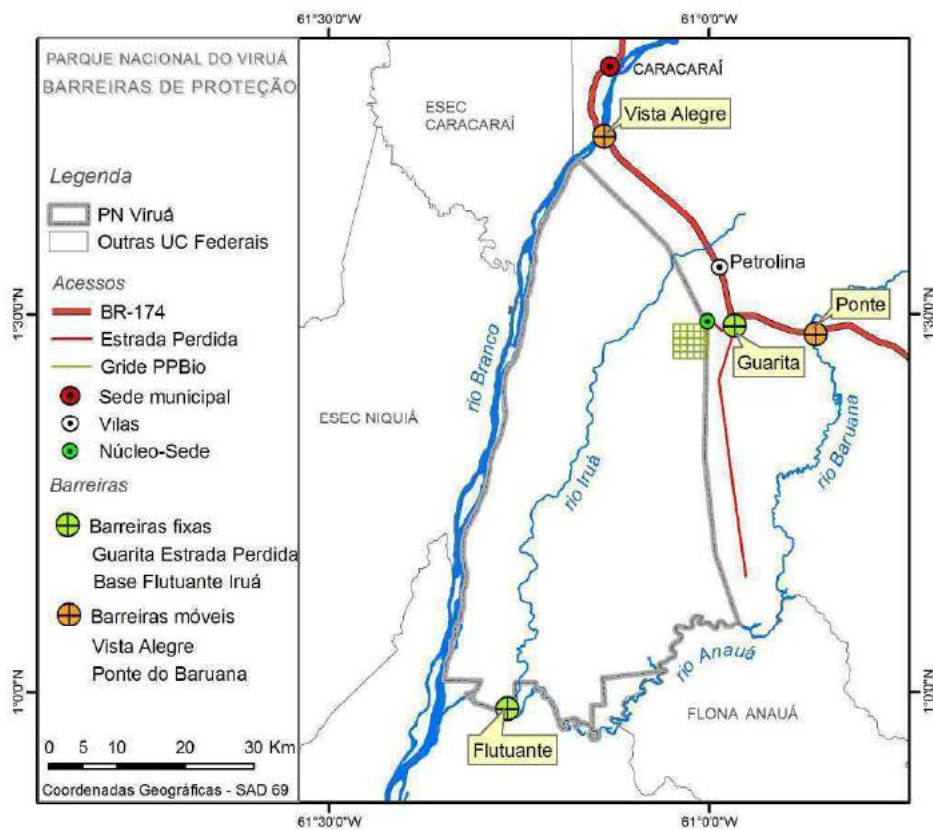 61°30'0"W
61°0'0"W
PARQUE NACIONAL DO VIRUÁ
BARREIRAS DE PROTEÇÃO
Legenda
PN Viruá
Outras UC Federais
Acessos
BR-174
Estrada Perdida
Gride PPBio
Sede municipal
Vilas
Núcleo-Sede
Barreiras
Barreiras fixas
Guarita Estrada Perdida
Base Flutuante Iruá
Barreiras móveis
Vista Alegre
Ponte do Baruana
0 5 10 20 30 Km
Coordenadas Geográficas - SAD 69
CARACARAÍ
ESEC
CARACARAÍ
Vista Alegre
Petrolina
Ponte
1°30'0"N
1°30'0"N
Guarita
rio Branco
ESEC NIQUIÁ
rio Iruá
rio Baruana
rio Anauá
1°0'0"N
1°0'0"N
FLONA ANAUÁ
Flutuante
61°30'0"W
61°0'0"W